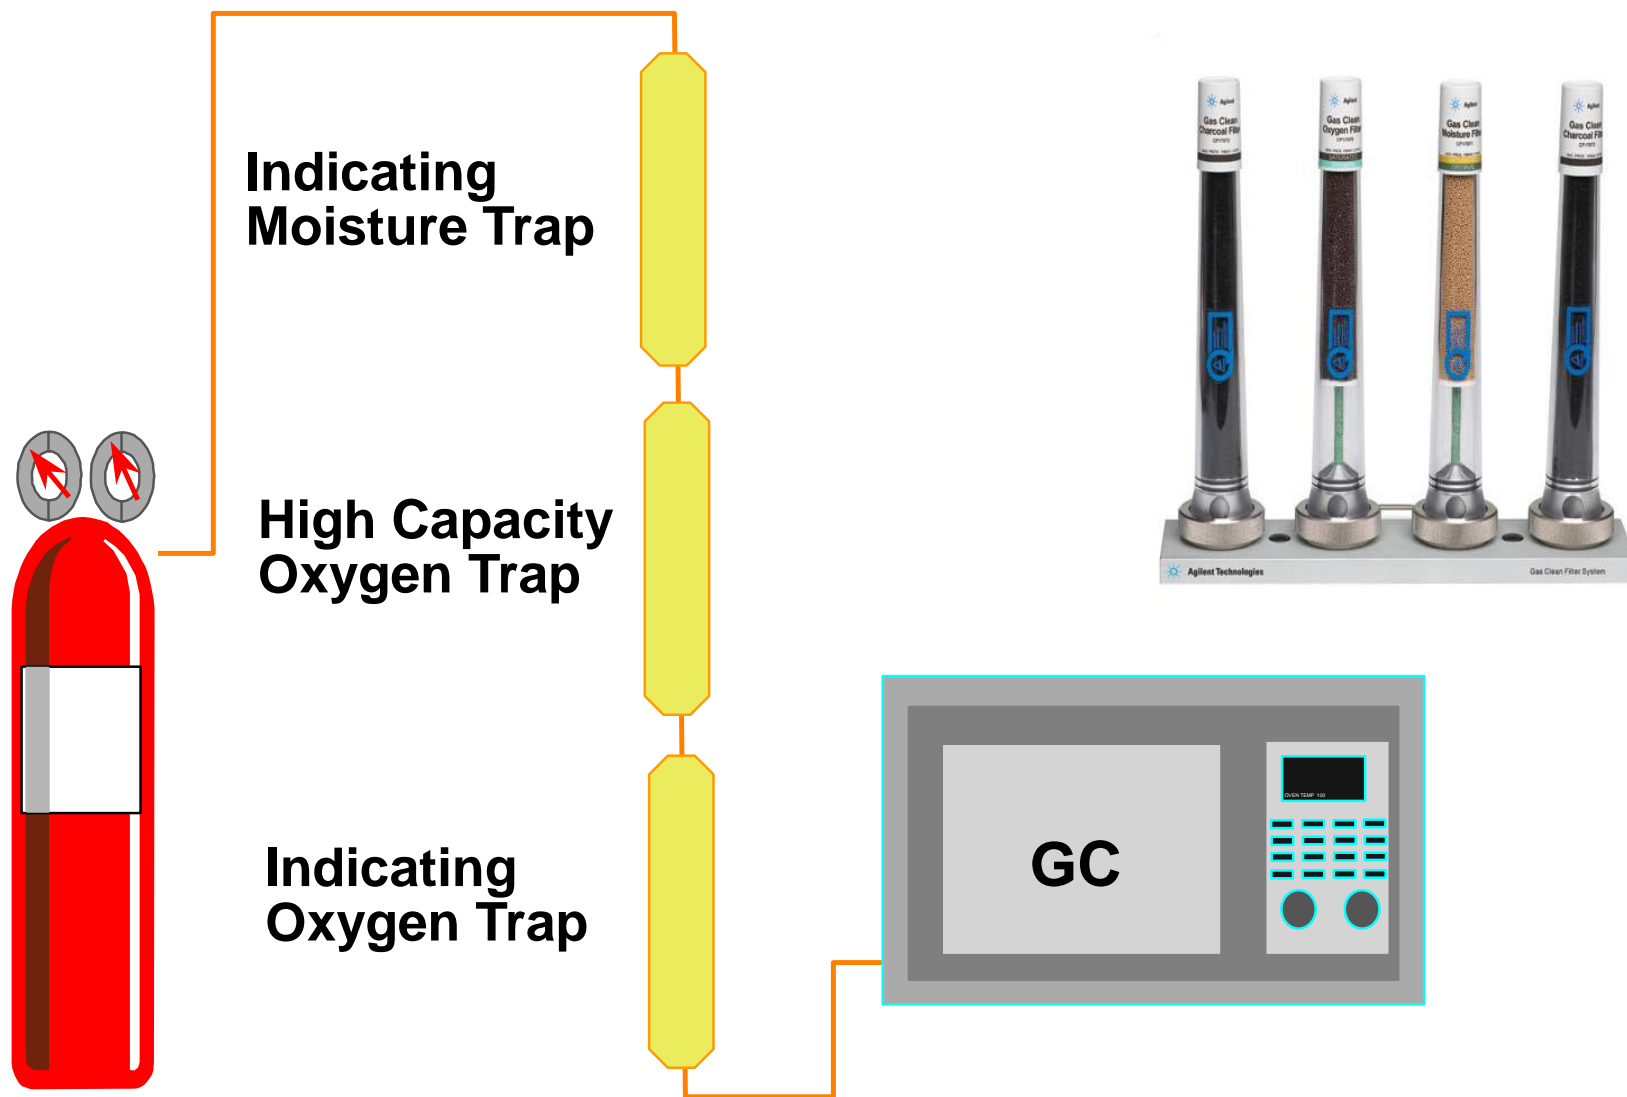 Indicating
Moisture Trap
High Capacity
Oxygen Trap
Indicating
Oxygen Trap
GC
OVEN TEMP 100
Agilent
Gas Clean
Charcoal Filter
Agilent
Gas Clean
Oxygen Filter
SATURATED
Agilent
Gas Clean
Moisture Filter
Agilent
Gas Clean
Charcoal Filte
Agilent Technologies
Gas Clean Filter System